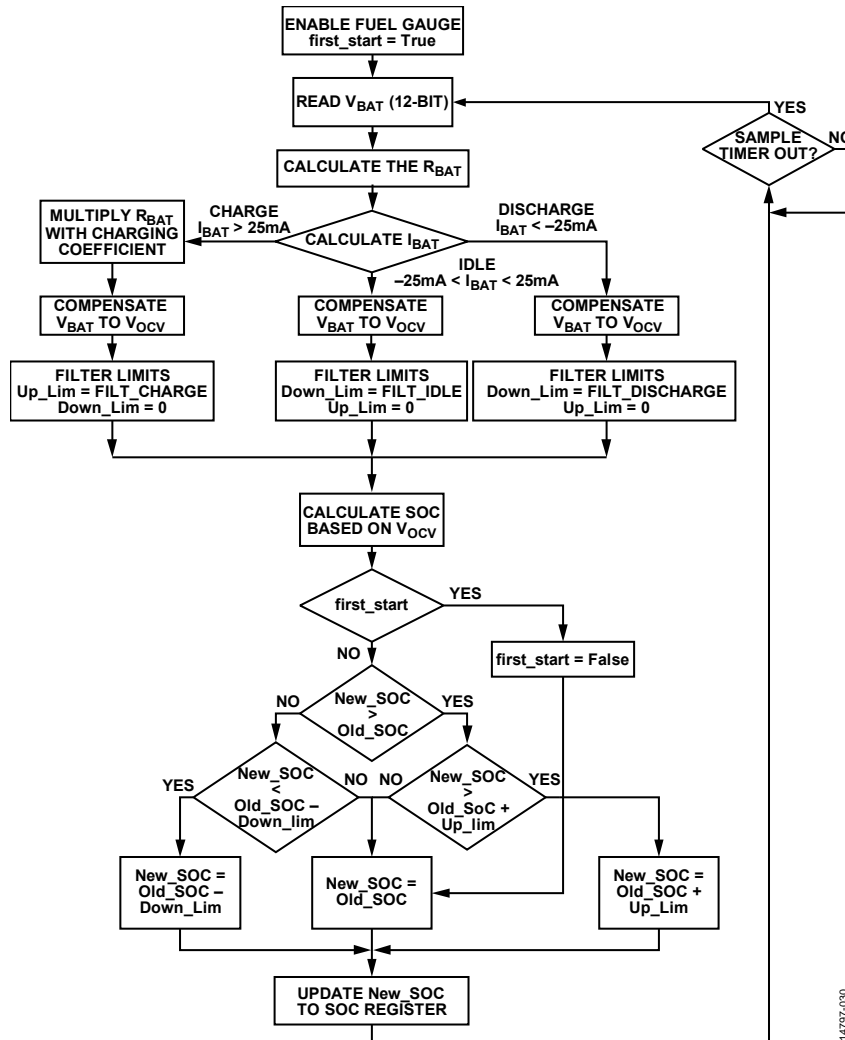 ENABLE FUEL GAUGE
first_start = True
READ VBAT (12-BIT)
YES
SAMPLE
TIMER OUT?
NO
CALCULATE THE RBAT
MULTIPLY RBAT
WITH CHARGING
COEFFICIENT
CHARGE
IBAT > 25mA
CALCULATE IBAT
DISCHARGE
IBAT < –25mA
IDLE
–25mA < IBAT < 25mA
COMPENSATE
VBAT TO VOCV
COMPENSATE
VBAT TO VOCV
COMPENSATE
VBAT TO VOCV
FILTER LIMITS
Up_Lim = FILT_CHARGE
Down_Lim = 0
FILTER LIMITS
Down_Lim = FILT_IDLE
Up_Lim = 0
FILTER LIMITS
Down_Lim = FILT_DISCHARGE
Up_Lim = 0
CALCULATE SOC
BASED ON VOCV
first_start
YES
NO
first_start = False
NO
New_SOC
>
Old_SOC
YES
YES
New_SOC
<
Old_SOC –
Down_lim
NO
NO
New_SOC
>
Old_SoC +
Up_lim
YES
New_SOC =
Old_SOC –
Down_Lim
New_SOC =
Old_SOC
New_SOC =
Old_SOC +
Up_Lim
UPDATE New_SOC
TO SOC REGISTER
14797-030